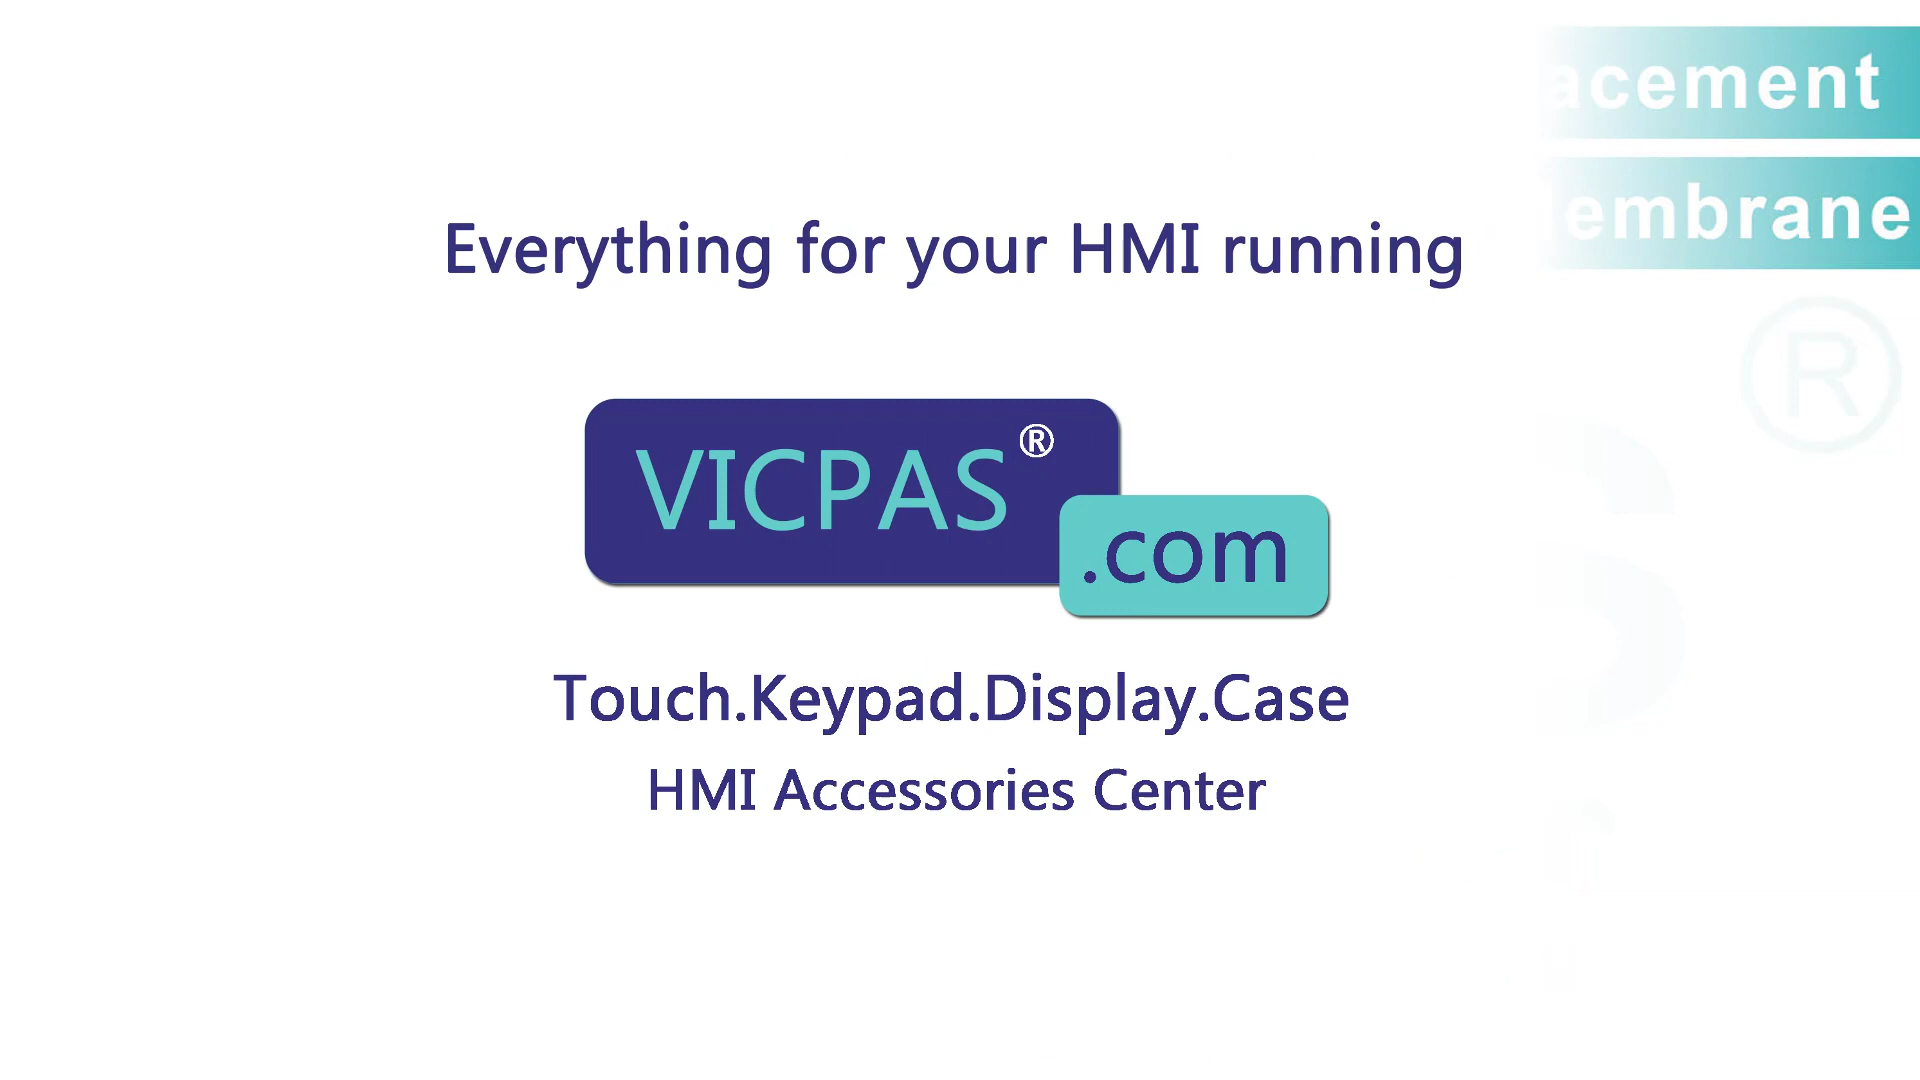 Everything for your HMI running
VICPAS®
.com
Touch.Keypad.Display.Case
HMI Accessories Center
acement
embrane
®